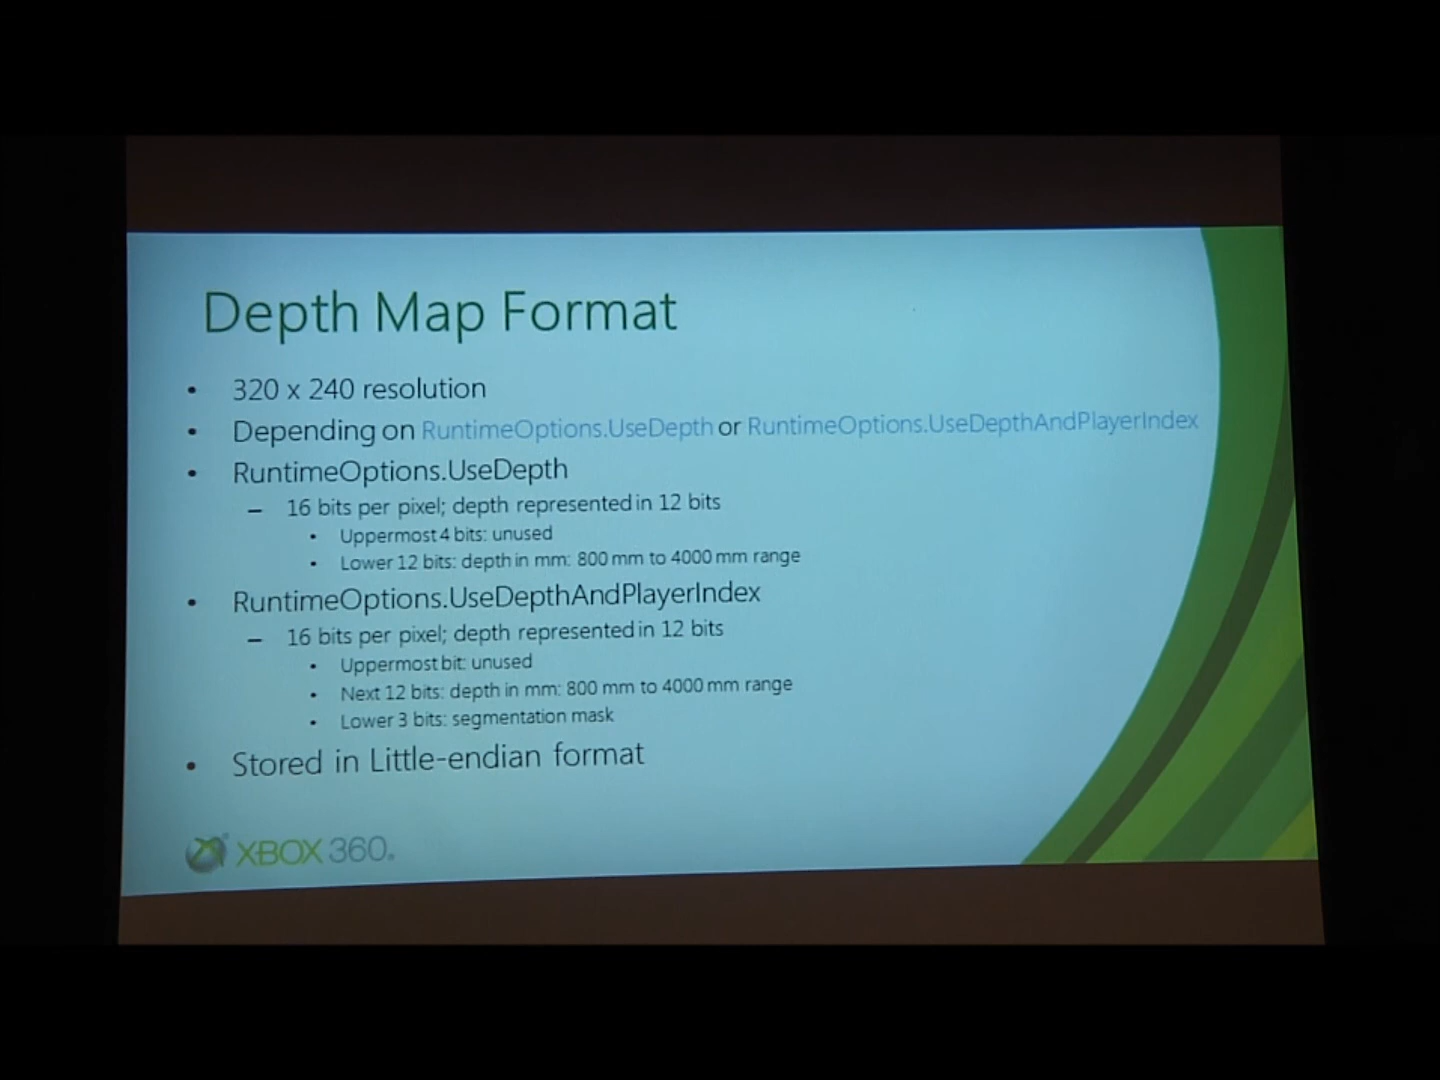 Depth Map Format
• 320 x 240 resolution
• Depending on RuntimeOptions.UseDepth or RuntimeOptions.UseDepthAndPlayerIndex
• RuntimeOptions.UseDepth
– 16 bits per pixel; depth represented in 12 bits
• Uppermost 4 bits: unused
• Lower 12 bits: depth in mm: 800 mm to 4000 mm range
• RuntimeOptions.UseDepthAndPlayerIndex
– 16 bits per pixel; depth represented in 12 bits
• Uppermost bit: unused
• Next 12 bits: depth in mm: 800 mm to 4000 mm range
• Lower 3 bits: segmentation mask
• Stored in Little-endian format
XBOX 360.